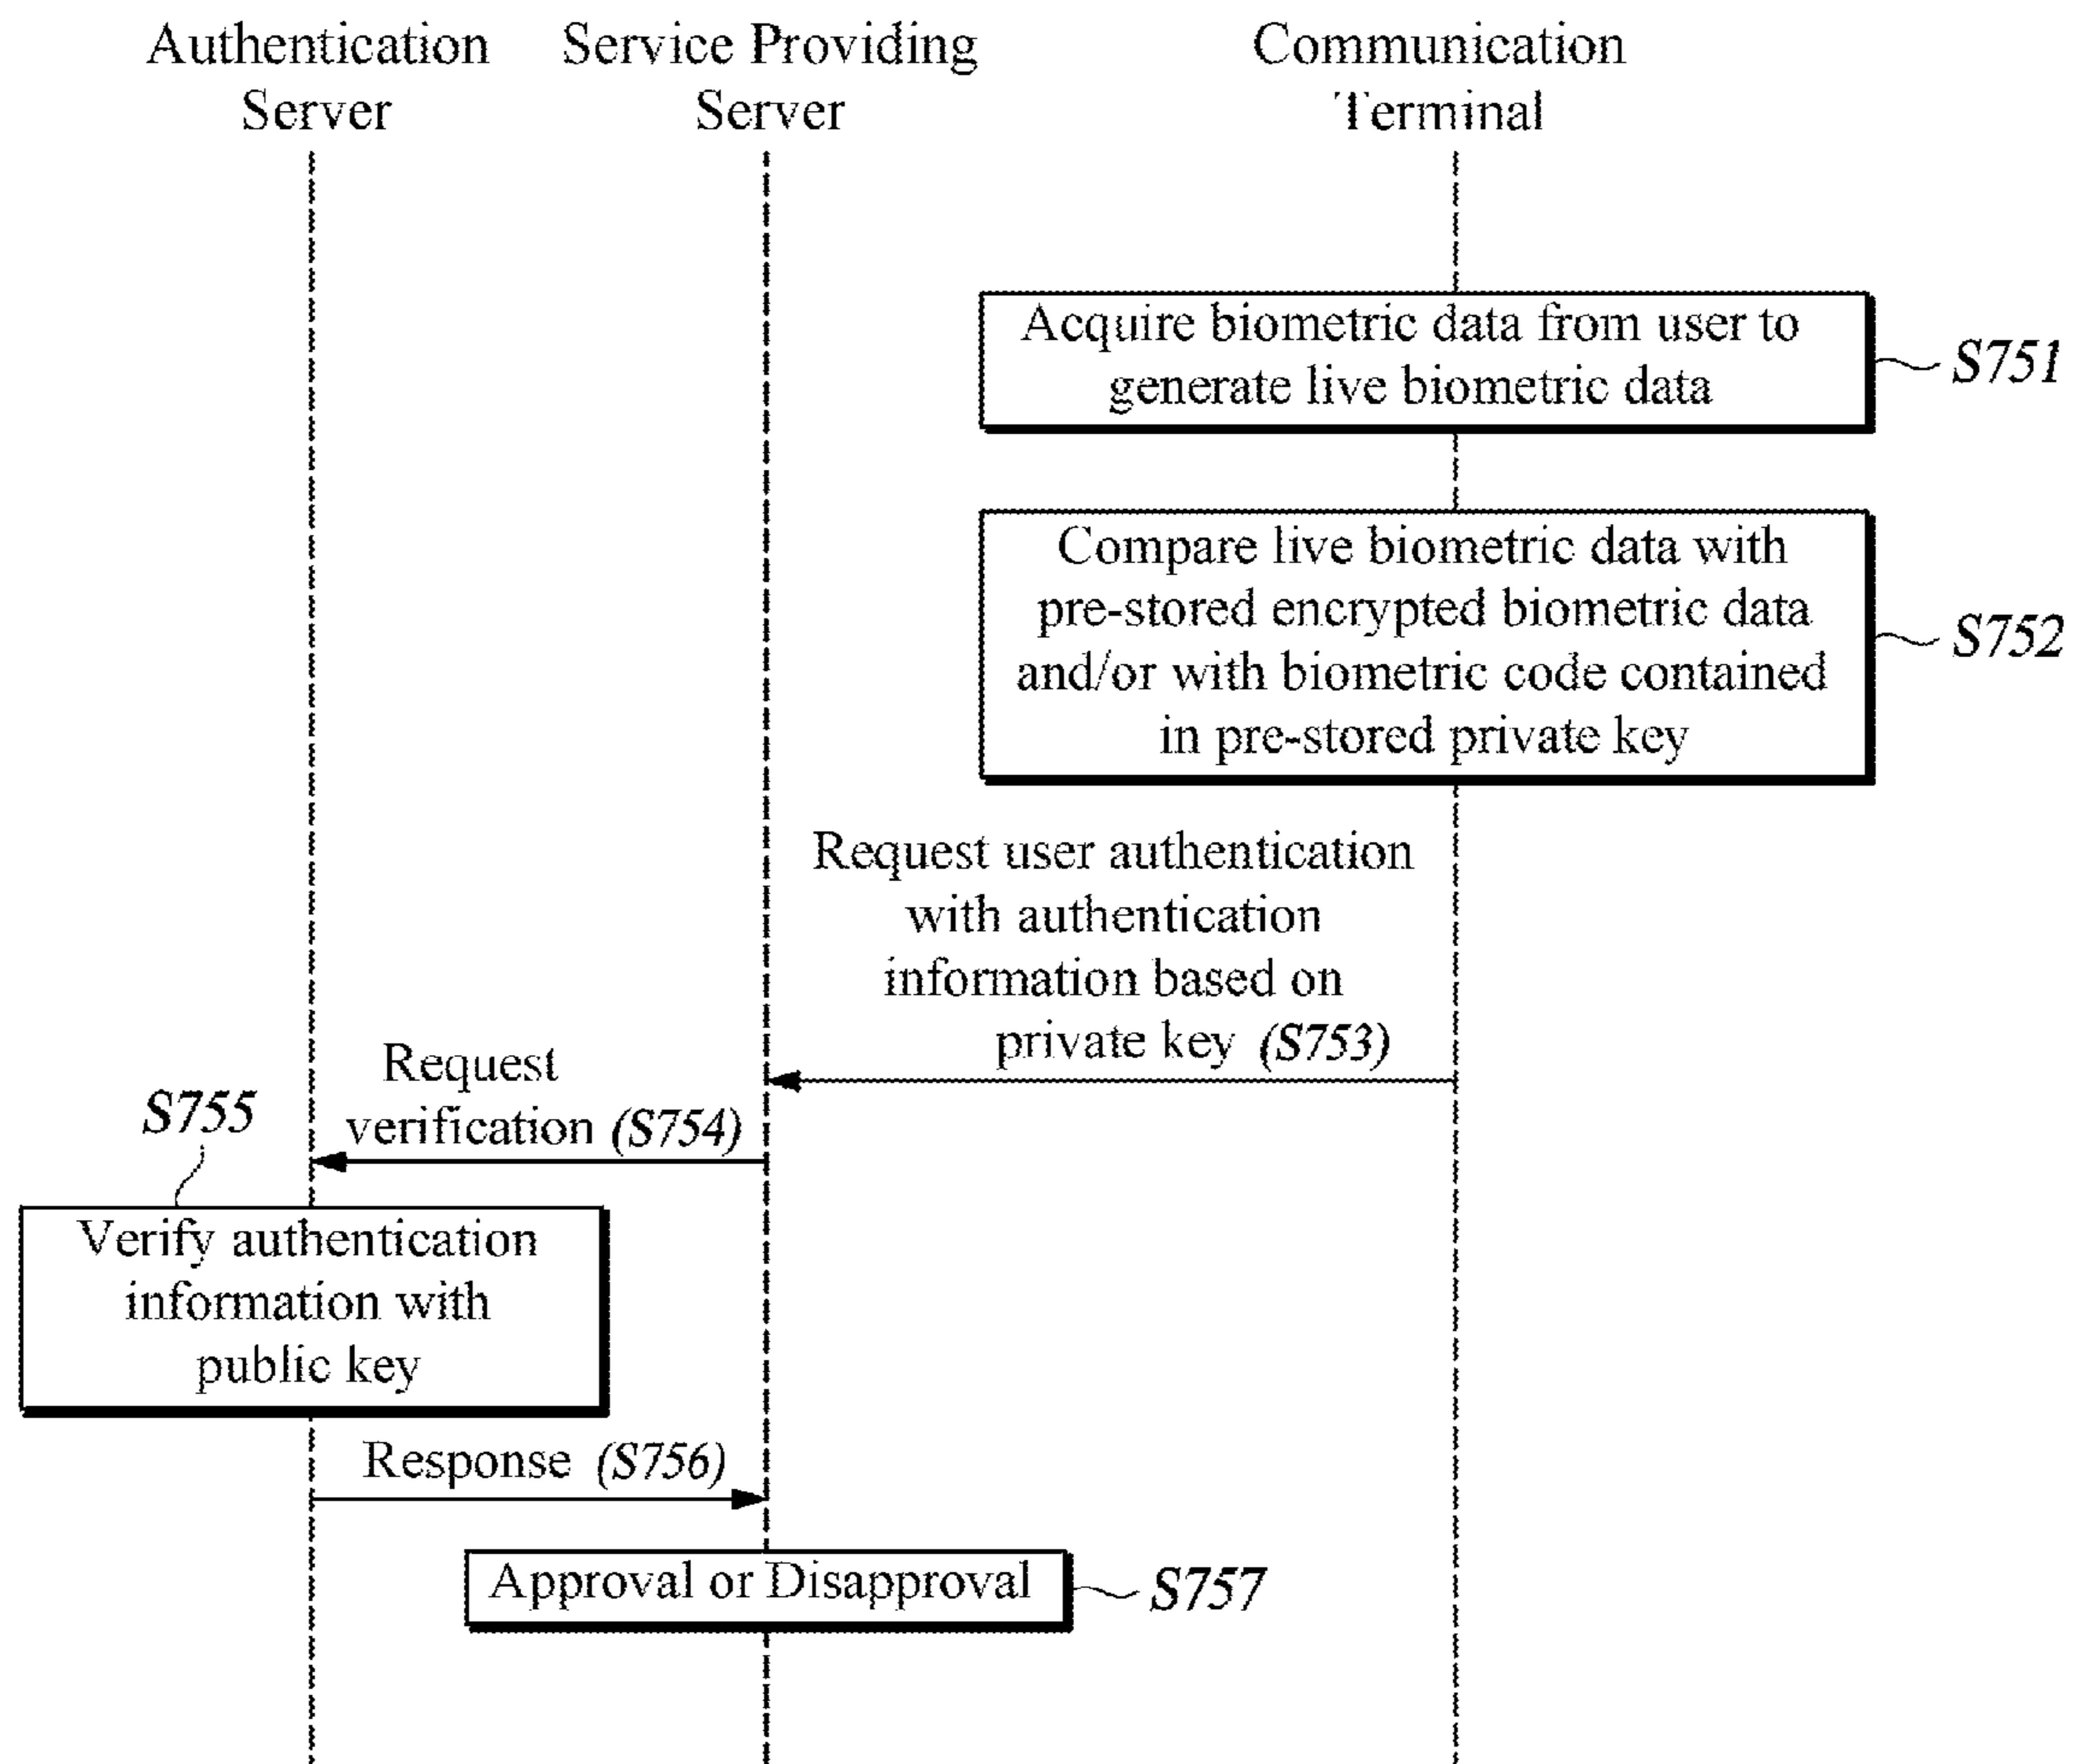 Authentication
Server
Service Providing
Server
Communication
Terminal
Acquire biometric data from user to
generate live biometric data
S751
Compare live biometric data with
pre-stored encrypted biometric data
and/or with biometric code contained
in pre-stored private key
S752
Request user authentication
with authentication
information based on
private key (S753)
Request
verification (S754)
S755
Verify authentication
information with
public key
Response (S756)
Approval or Disapproval
S757